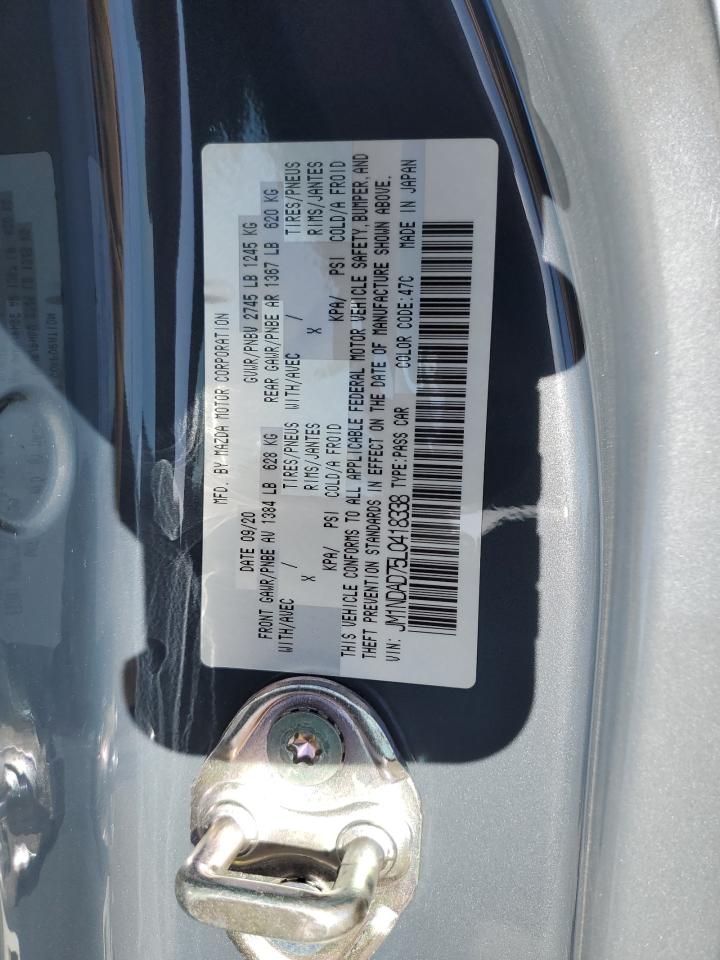 MFD. BY MAZDA MOTOR CORPORATION
DATE 09/20 GVWR/PNBV 2745 LB 1245 KG
FRONT GAWR/PNBE AV 1384 LB 628 KG REAR GAWR/PNBE AR 1367 LB 620 KG
WITH/AVEC / TIRES/PNEUS WITH/AVEC / TIRES/PNEUS
X RIMS/JANTES X RIMS/JANTES
KPA/ PSI COLD/A FROID KPA/ PSI COLD/A FROID
THIS VEHICLE CONFORMS TO ALL APPLICABLE FEDERAL MOTOR VEHICLE SAFETY, BUMPER, AND
THEFT PREVENTION STANDARDS IN EFFECT ON THE DATE OF MANUFACTURE SHOWN ABOVE.
VIN: JM1NDAD75L0418338 TYPE:PASS CAR COLOR CODE:47C MADE IN JAPAN